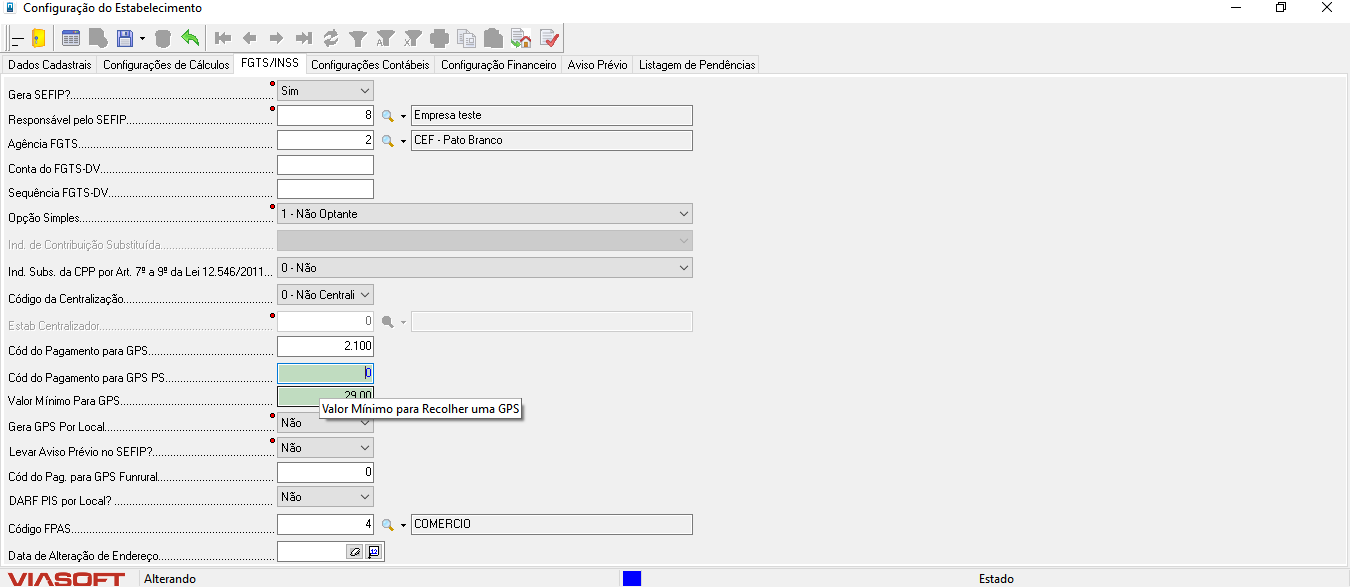 Configuração do Estabelecimento
Dados Cadastrais Configurações de Cálculos FGTS/INSS Configurações Contábeis Configuração Financeiro Aviso Prévio Listagem de Pendências
Gera SEFIP? Sim
Responsável pelo SEFIP 8 Empresa teste
Agência FGTS 2 CEF - Pato Branco
Conta do FGTS-DV
Sequência FGTS-DV
Opção Simples 1 - Não Optante
Ind. de Contribuição Substituída
Ind. Subs. da CPP por Art. 7º a 9º da Lei 12.546/2011... 0 - Não
Código da Centralização 0 - Não Centrali
Estab Centralizador 0
Cód do Pagamento para GPS 2.100
Cód do Pagamento para GPS PS 0
Valor Mínimo Para GPS 29,00
Valor Mínimo para Recolher uma GPS
Gera GPS Por Local Não
Levar Aviso Prévio no SEFIP? Não
Cód do Pag. para GPS Funrural 0
DARF PIS por Local? Não
Código FPAS 4 COMERCIO
Data de Alteração de Endereço 12
VIASOFT Alterando Estado